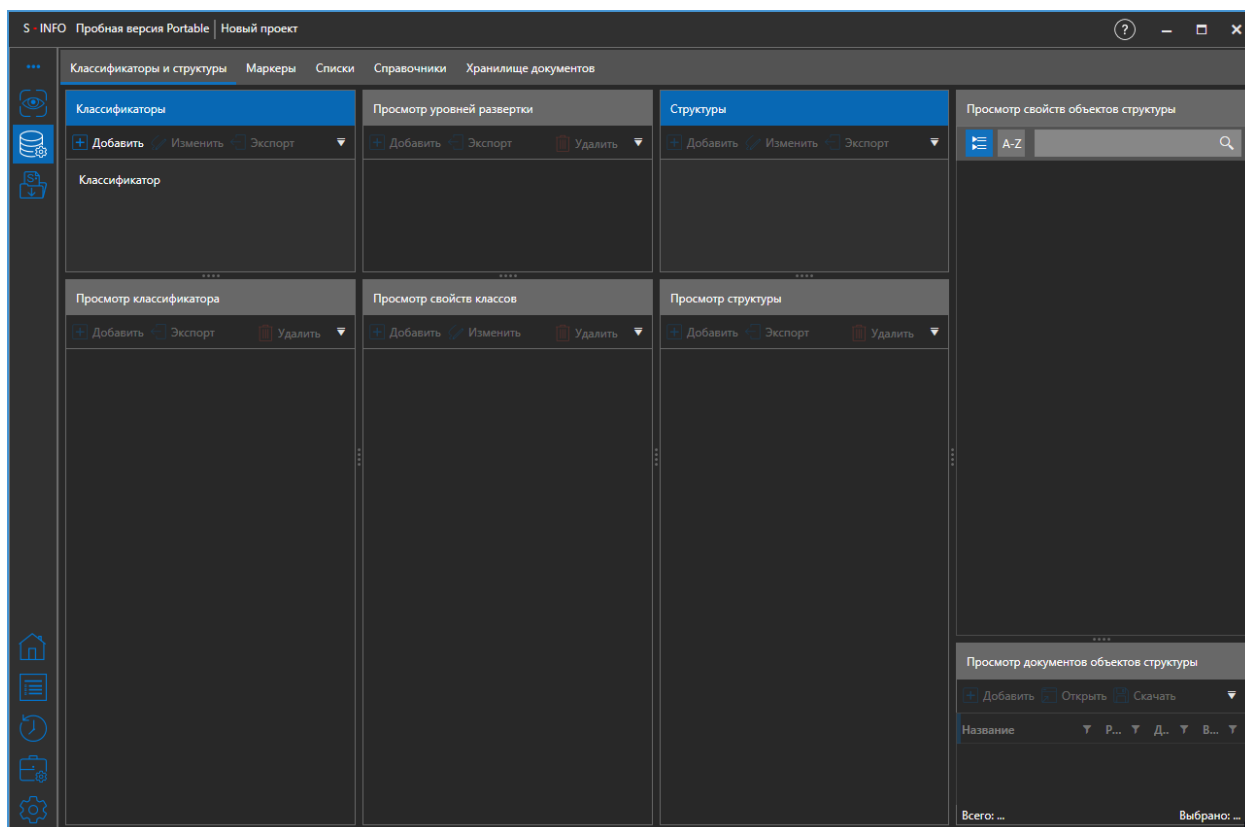 S - INFO Пробная версия Portable Новый проект ?
Классификаторы и структуры Маркеры Списки Справочники Хранилище документов
Классификаторы Просмотр уровней развертки Структуры Просмотр свойств объектов структуры
Добавить Изменить Экспорт Добавить Экспорт Удалить Добавить Изменить Экспорт A-Z
Классификатор
Просмотр классификатора Просмотр свойств классов Просмотр структуры
Добавить Экспорт Удалить Добавить Изменить Удалить Добавить Экспорт Удалить
Просмотр документов объектов структуры
Добавить Открыть Скачать
Название Р... Д.. В...
Всего: ... Выбрано: ...